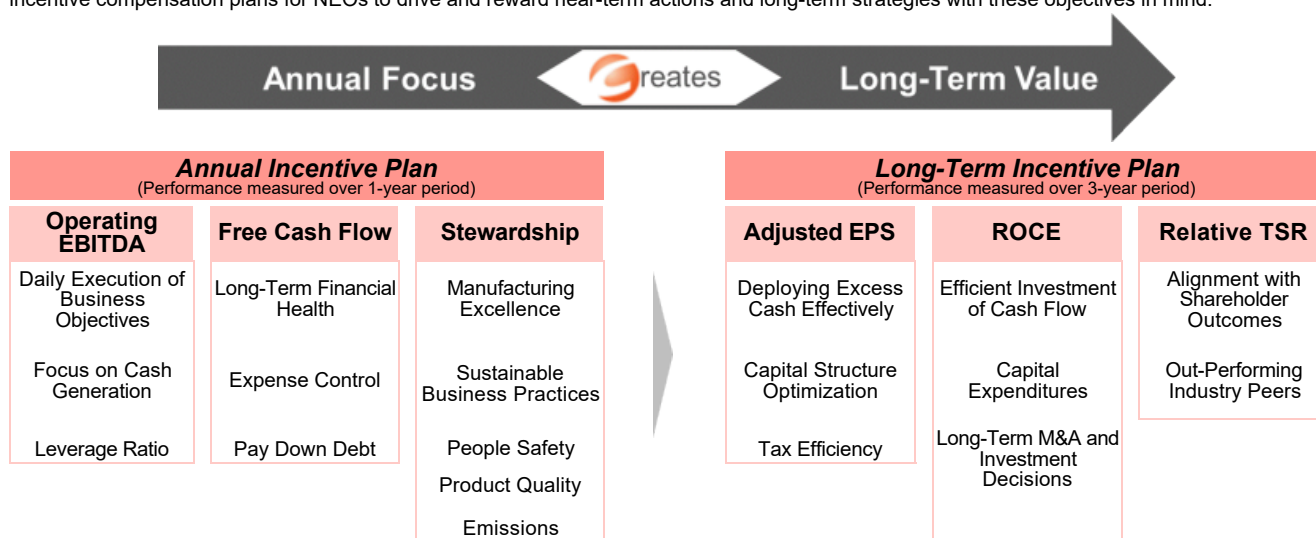 incentive compensation plans for NEOs to drive and reward near-term actions and long-term strategies with these objectives in mind.
Annual Focus
Creates
Long-Term Value
Annual Incentive Plan
(Performance measured over 1-year period)
Operating
EBITDA
Daily Execution of
Business
Objectives
Focus on Cash
Generation
Leverage Ratio
Free Cash Flow
Long-Term Financial
Health
Expense Control
Pay Down Debt
Stewardship
Manufacturing
Excellence
Sustainable
Business Practices
People Safety
Product Quality
Emissions
Long-Term Incentive Plan
(Performance measured over 3-year period)
Adjusted EPS
Deploying Excess
Cash Effectively
Capital Structure
Optimization
Tax Efficiency
ROCE
Efficient Investment
of Cash Flow
Capital
Expenditures
Long-Term M&A and
Investment
Decisions
Relative TSR
Alignment with
Shareholder
Outcomes
Out-Performing
Industry Peers